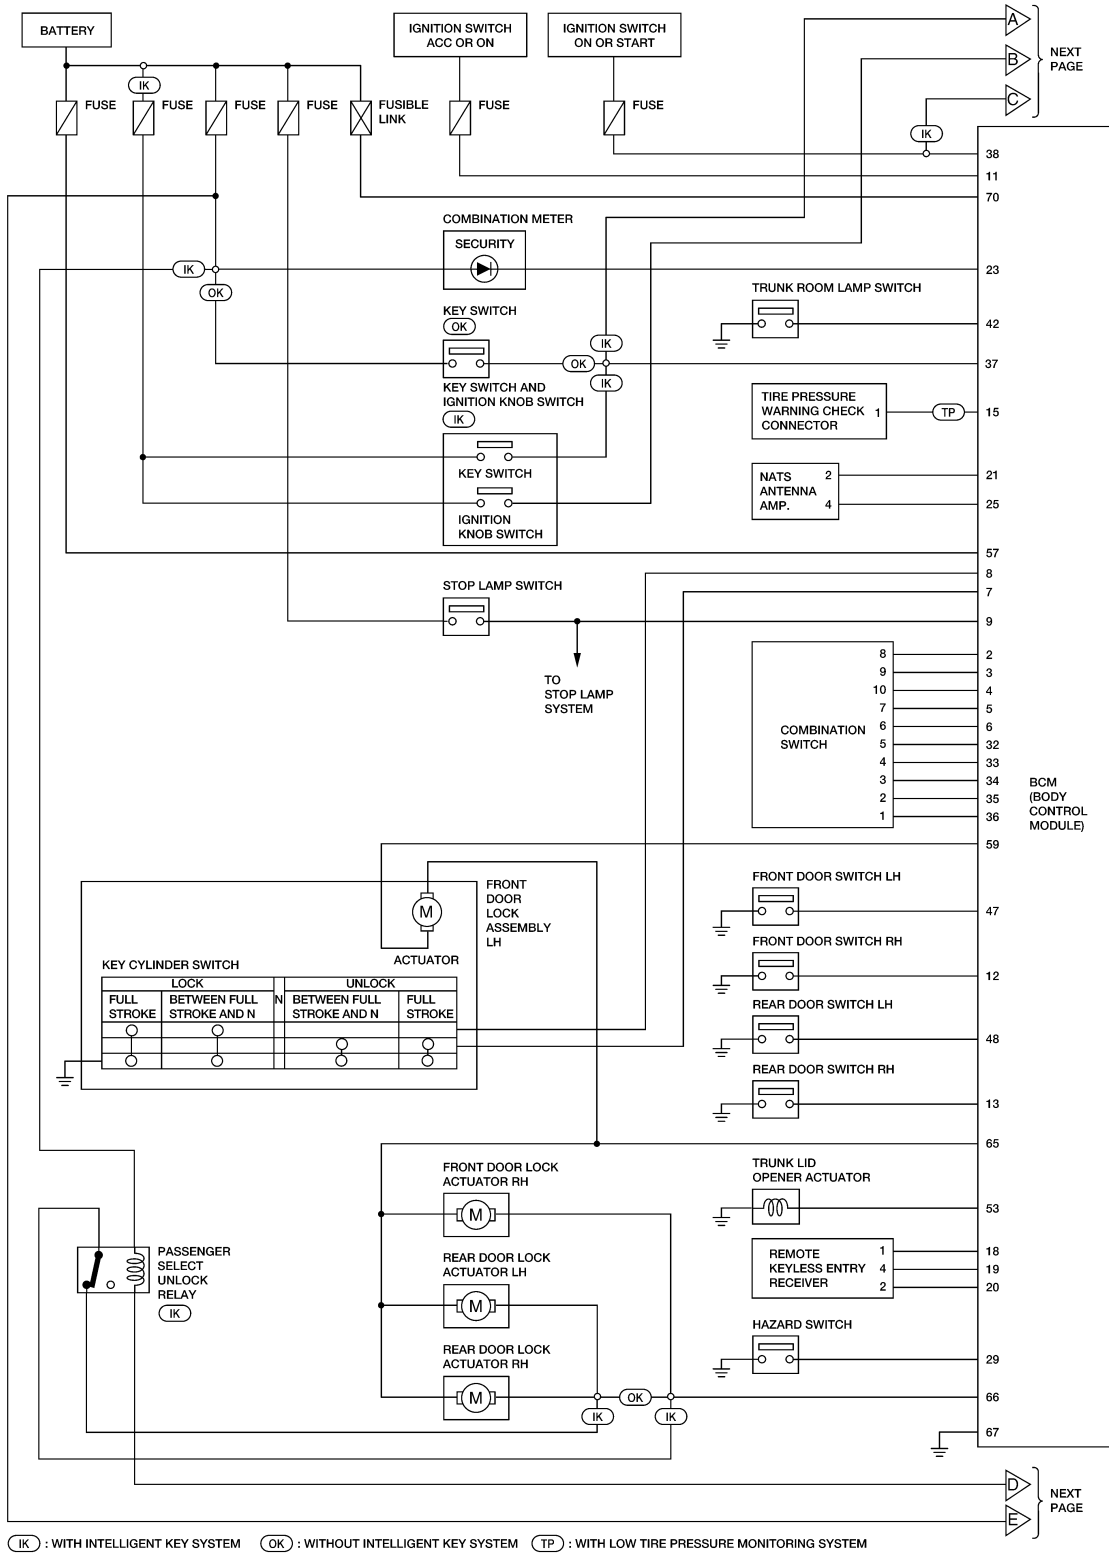 BATTERY
IGNITION SWITCH
ACC OR ON
IGNITION SWITCH
ON OR START
A
B
C
NEXT
PAGE
IK
FUSE
FUSE
FUSE
FUSE
FUSIBLE
LINK
FUSE
FUSE
IK
38
11
70
COMBINATION METER
SECURITY
IK
OK
23
KEY SWITCH
OK
TRUNK ROOM LAMP SWITCH
42
IK
OK
IK
37
KEY SWITCH AND
IGNITION KNOB SWITCH
IK
KEY SWITCH
IGNITION
KNOB SWITCH
TIRE PRESSURE
WARNING CHECK
CONNECTOR
1
TP
15
NATS
ANTENNA
AMP.
2
4
21
25
57
8
7
STOP LAMP SWITCH
9
TO
STOP LAMP
SYSTEM
COMBINATION
SWITCH
8 2
9 3
10 4
7 5
6 6
5 32
4 33
3 34
2 35
1 36
BCM
(BODY
CONTROL
MODULE)
59
M
ACTUATOR
FRONT
DOOR
LOCK
ASSEMBLY
LH
FRONT DOOR SWITCH LH
47
FRONT DOOR SWITCH RH
12
REAR DOOR SWITCH LH
48
REAR DOOR SWITCH RH
13
KEY CYLINDER SWITCH
LOCK N UNLOCK
FULL
STROKE
BETWEEN FULL
STROKE AND N
BETWEEN FULL
STROKE AND N
FULL
STROKE
65
FRONT DOOR LOCK
ACTUATOR RH
M
TRUNK LID
OPENER ACTUATOR
53
PASSENGER
SELECT
UNLOCK
RELAY
IK
REAR DOOR LOCK
ACTUATOR LH
M
REMOTE
KEYLESS ENTRY
RECEIVER
1 18
4 19
2 20
REAR DOOR LOCK
ACTUATOR RH
M
HAZARD SWITCH
29
OK
IK
IK
66
67
D
E
NEXT
PAGE
IK : WITH INTELLIGENT KEY SYSTEM OK : WITHOUT INTELLIGENT KEY SYSTEM TP : WITH LOW TIRE PRESSURE MONITORING SYSTEM